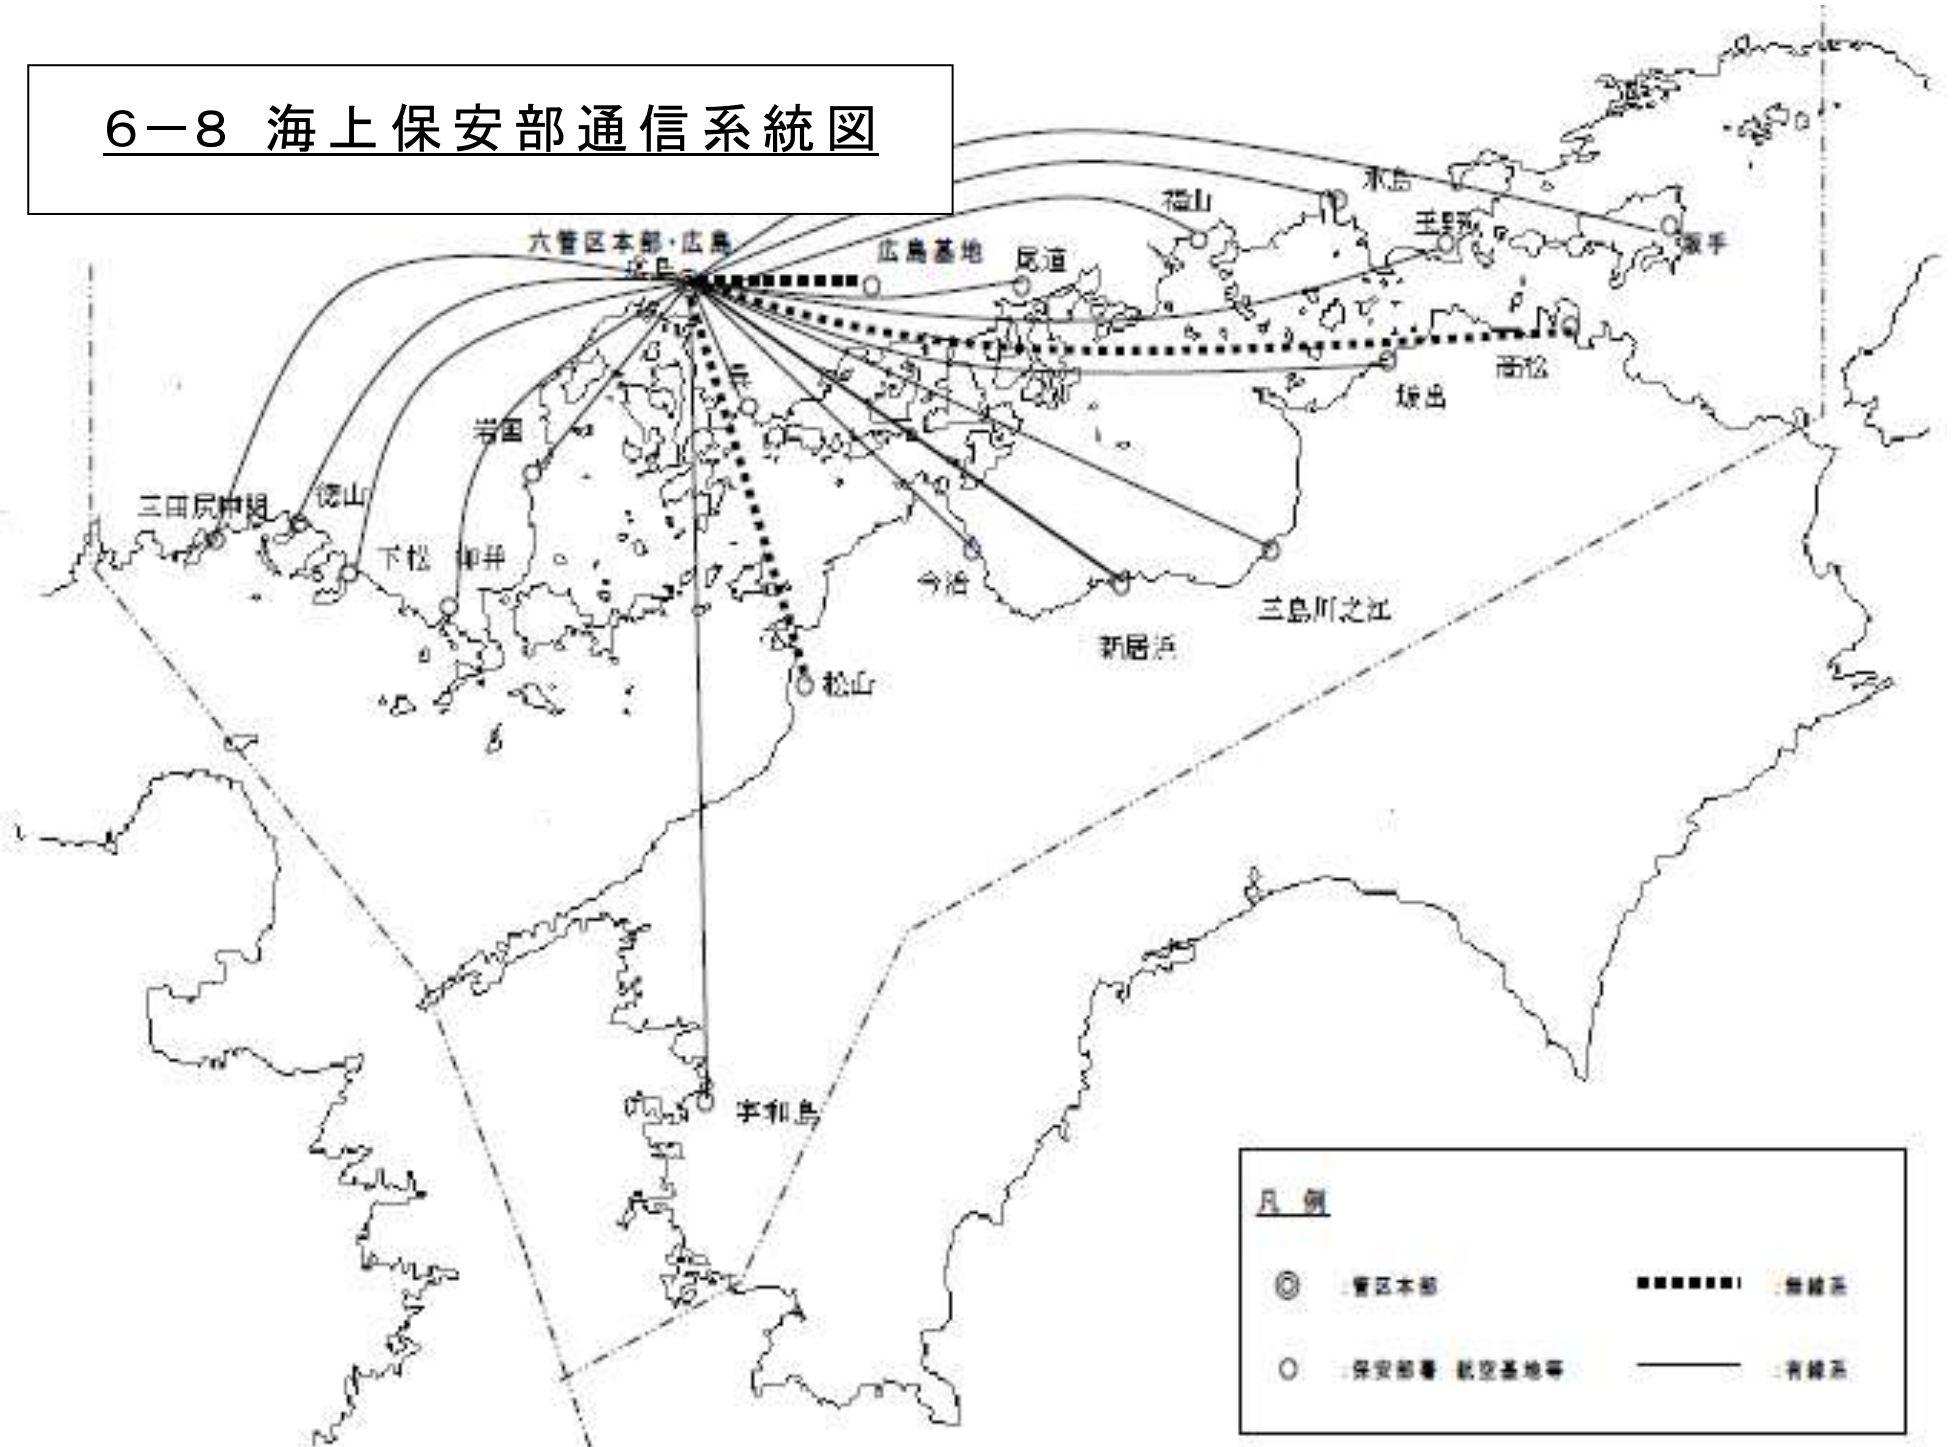 6－8 海上保安部通信系統図
水島
福山
玉野
六管区本部・広島
広島基地
尾道
坂手
広島
高松
呉
坂出
岩国
徳山
三田尻中関
下松
柳井
今治
三島川之江
新居浜
松山
宇和島
凡 例
:管区本部
:無線系
:保安部署 航空基地等
:有線系